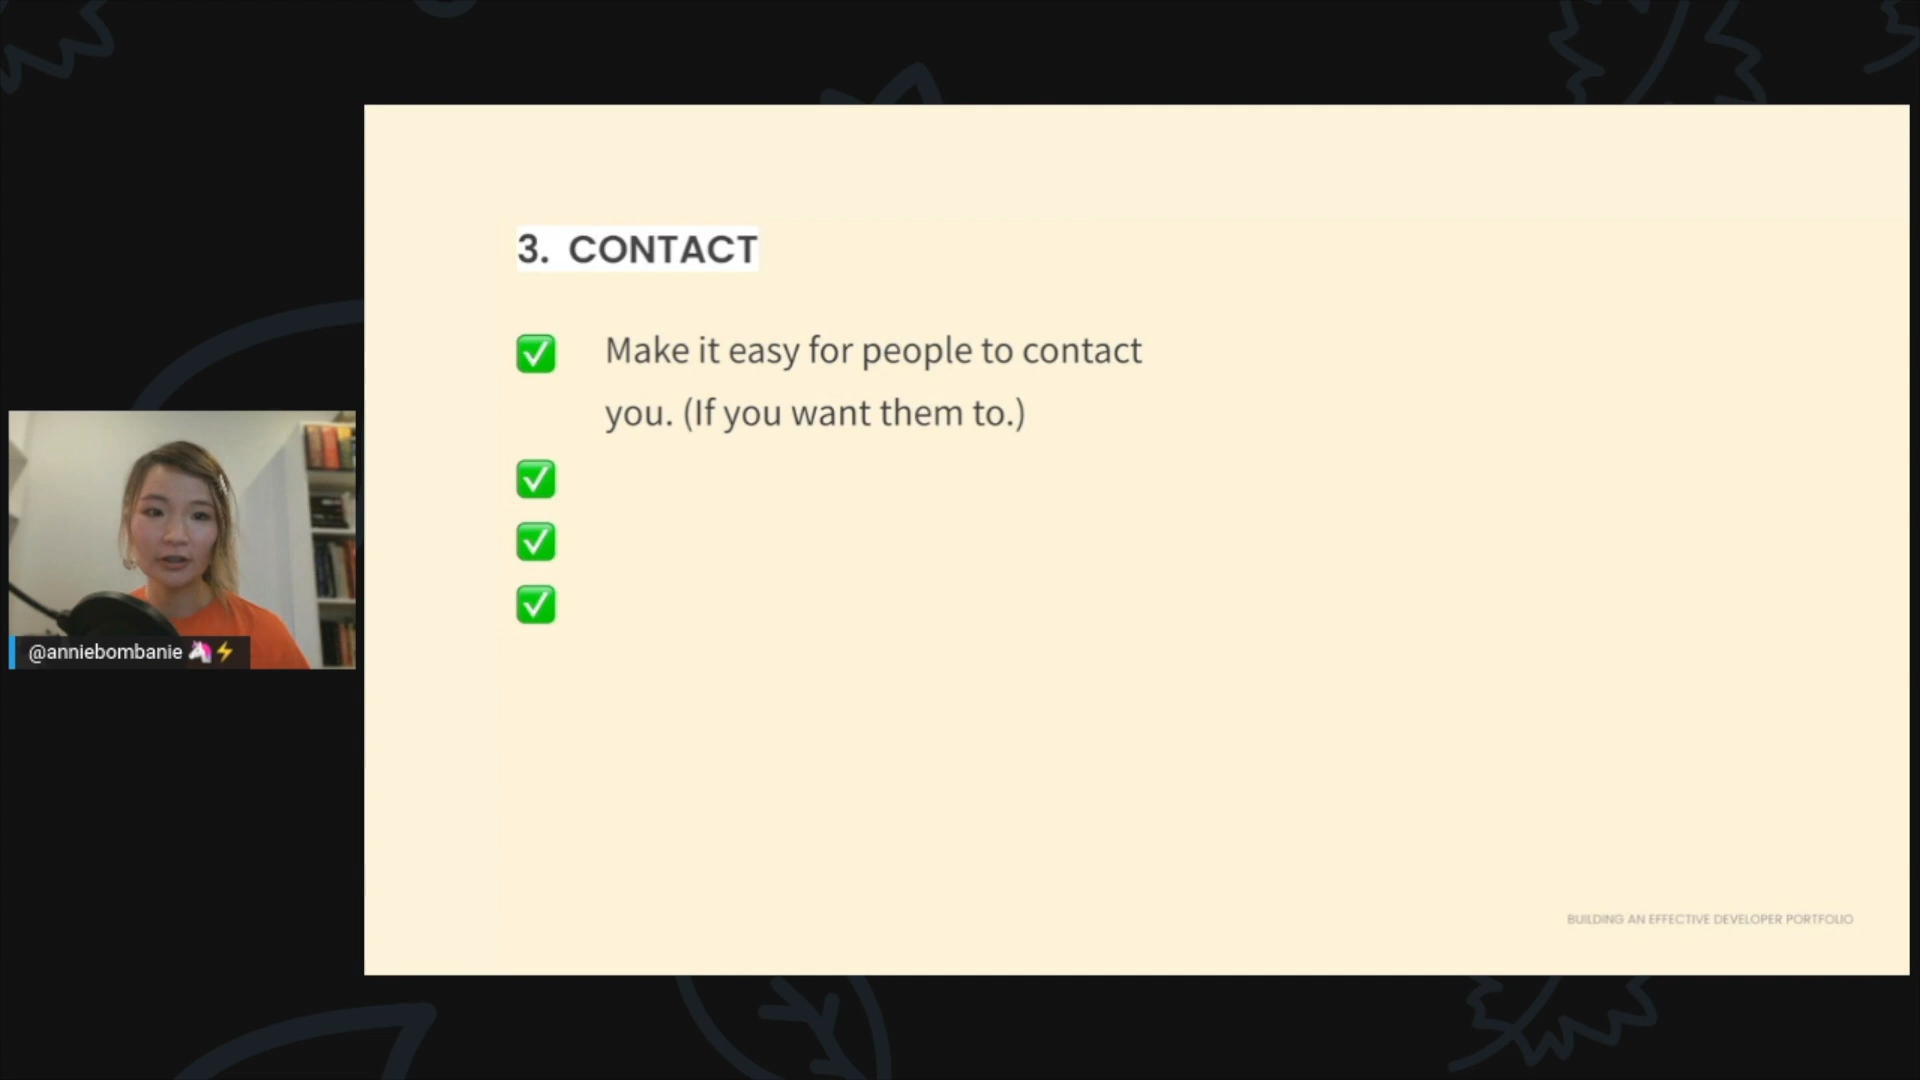 3. CONTACT
✅ Make it easy for people to contact
you. (If you want them to.)
✅
✅
✅
@anniebombanie 🦄⚡
BUILDING AN EFFECTIVE DEVELOPER PORTFOLIO